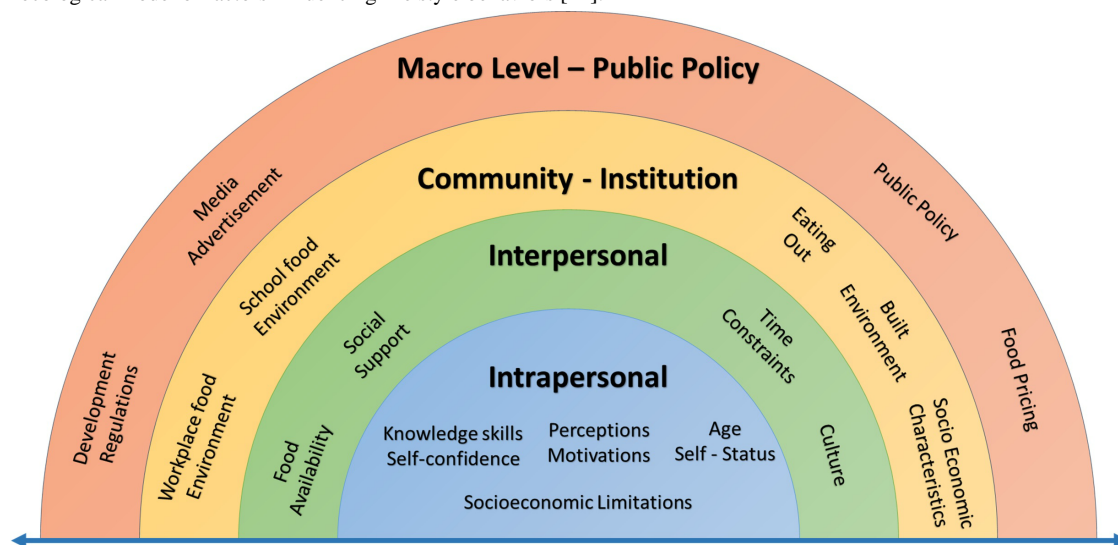 Macro Level – Public Policy
Media
Advertisement
Public Policy
Development
Regulations
Food Pricing
Community - Institution
School food
Environment
Eating
Out
Workplace food
Environment
Built
Environment
Socio Economic
Characteristics
Interpersonal
Social
Support
Time
Constraints
Food
Availability
Culture
Intrapersonal
Knowledge skills
Self-confidence
Perceptions
Motivations
Age
Self - Status
Socioeconomic Limitations